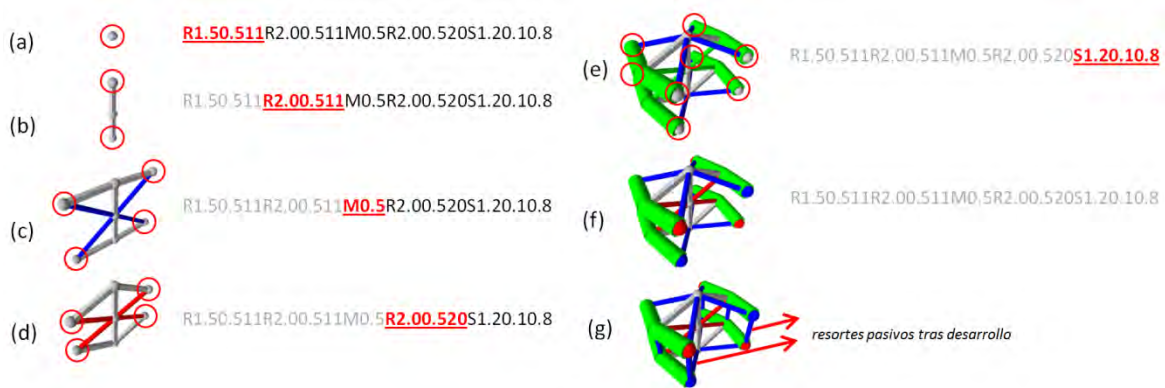 (a) R1.50.511R2.00.511M0.5R2.00.520S1.20.10.8
(b) R1.50.511R2.00.511M0.5R2.00.520S1.20.10.8
(c) R1.50.511R2.00.511M0.5R2.00.520S1.20.10.8
(d) R1.50.511R2.00.511M0.5R2.00.520S1.20.10.8
(e) R1.50.511R2.00.511M0.5R2.00.520S1.20.10.8
(f) R1.50.511R2.00.511M0.5R2.00.520S1.20.10.8
(g) resortes pasivos tras desarrollo